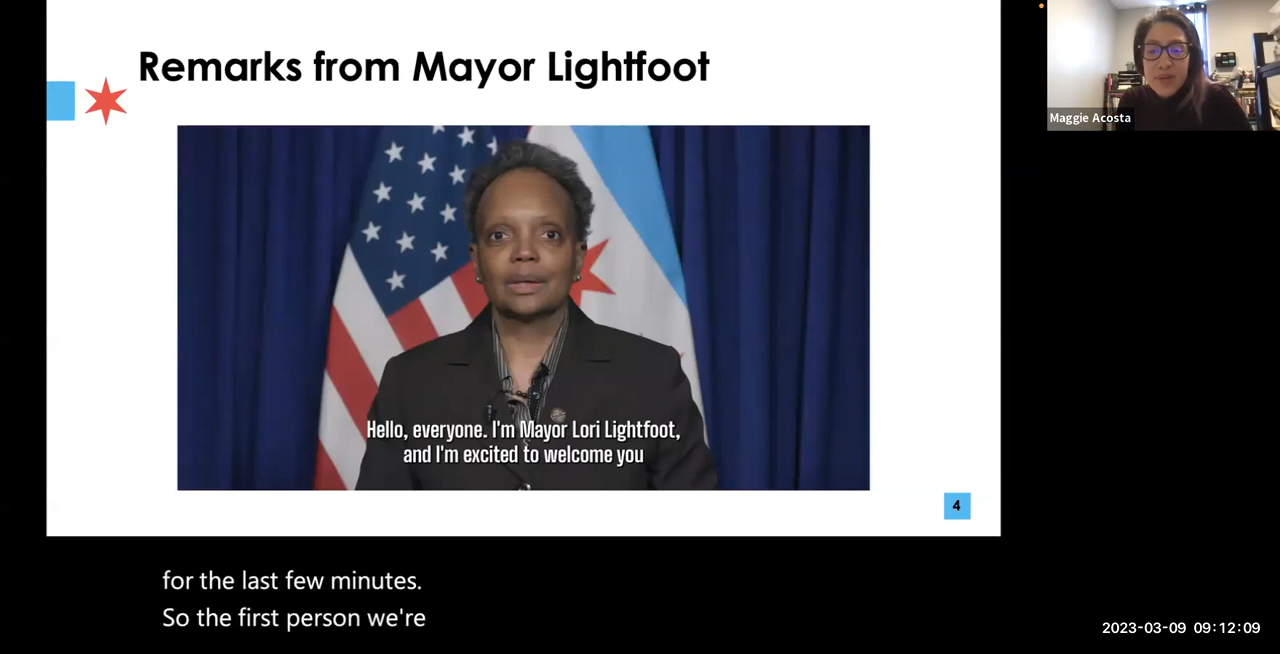 Remarks from Mayor Lightfoot
Maggie Acosta
Hello, everyone. I'm Mayor Lori Lightfoot,
and I'm excited to welcome you
4
for the last few minutes.
So the first person we're
2023-03-09 09:12:09